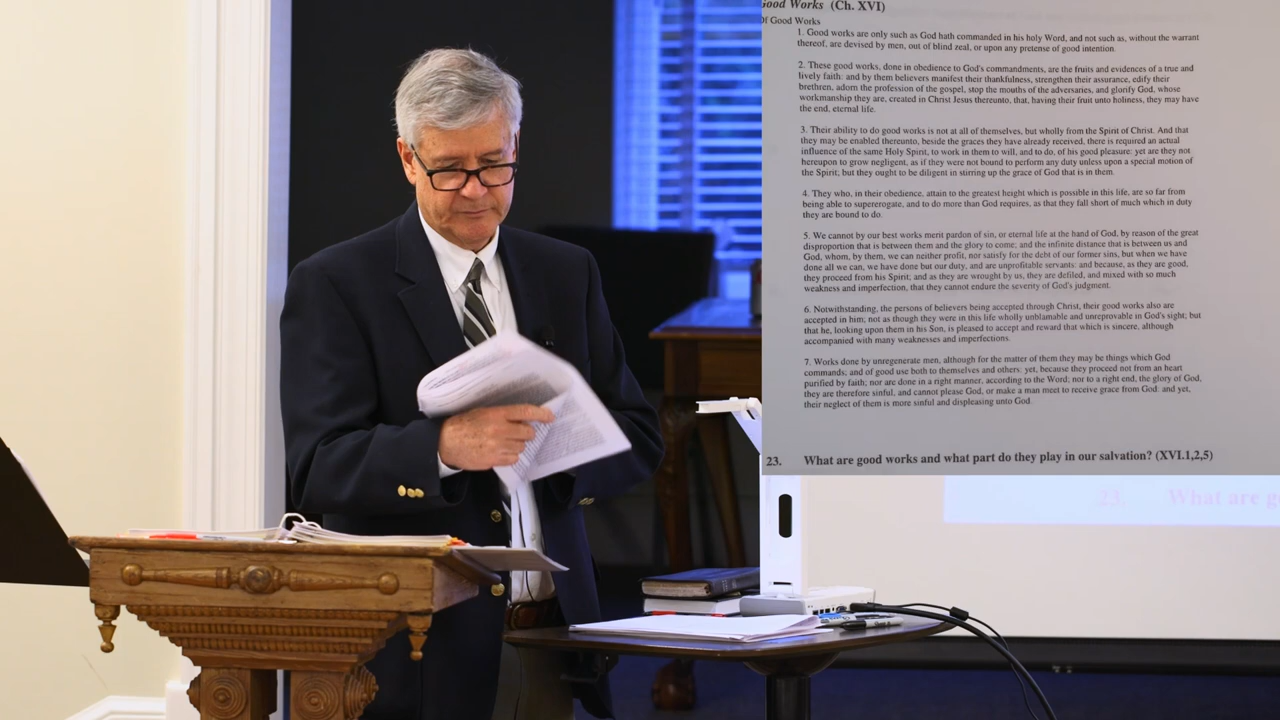 Good Works (Ch. XVI)
Of Good Works
1. Good works are only such as God hath commanded in his holy Word, and not such as, without the warrant
thereof, are devised by men, out of blind zeal, or upon any pretense of good intention.
2. These good works, done in obedience to God's commandments, are the fruits and evidences of a true and
lively faith: and by them believers manifest their thankfulness, strengthen their assurance, edify their
brethren, adorn the profession of the gospel, stop the mouths of the adversaries, and glorify God, whose
workmanship they are, created in Christ Jesus thereunto, that, having their fruit unto holiness, they may have
the end, eternal life.
3. Their ability to do good works is not at all of themselves, but wholly from the Spirit of Christ. And that
they may be enabled thereunto, beside the graces they have already received, there is required an actual
influence of the same Holy Spirit, to work in them to will, and to do, of his good pleasure: yet are they not
hereupon to grow negligent, as if they were not bound to perform any duty unless upon a special motion of
the Spirit; but they ought to be diligent in stirring up the grace of God that is in them.
4. They who, in their obedience, attain to the greatest height which is possible in this life, are so far from
being able to supererogate, and to do more than God requires, as that they fall short of much which in duty
they are bound to do.
5. We cannot by our best works merit pardon of sin, or eternal life at the hand of God, by reason of the great
disproportion that is between them and the glory to come; and the infinite distance that is between us and
God, whom, by them, we can neither profit, nor satisfy for the debt of our former sins, but when we have
done all we can, we have done but our duty, and are unprofitable servants: and because, as they are good,
they proceed from his Spirit; and as they are wrought by us, they are defiled, and mixed with so much
weakness and imperfection, that they cannot endure the severity of God's judgment.
6. Notwithstanding, the persons of believers being accepted through Christ, their good works also are
accepted in him; not as though they were in this life wholly unblamable and unreprovable in God's sight; but
that he, looking upon them in his Son, is pleased to accept and reward that which is sincere, although
accompanied with many weaknesses and imperfections.
7. Works done by unregenerate men, although for the matter of them they may be things which God
commands; and of good use both to themselves and others: yet, because they proceed not from an heart
purified by faith; nor are done in a right manner, according to the Word; nor to a right end, the glory of God,
they are therefore sinful, and cannot please God, or make a man meet to receive grace from God: and yet,
their neglect of them is more sinful and displeasing unto God.
23. What are good works and what part do they play in our salvation? (XVI.1,2,5)
23. What are g